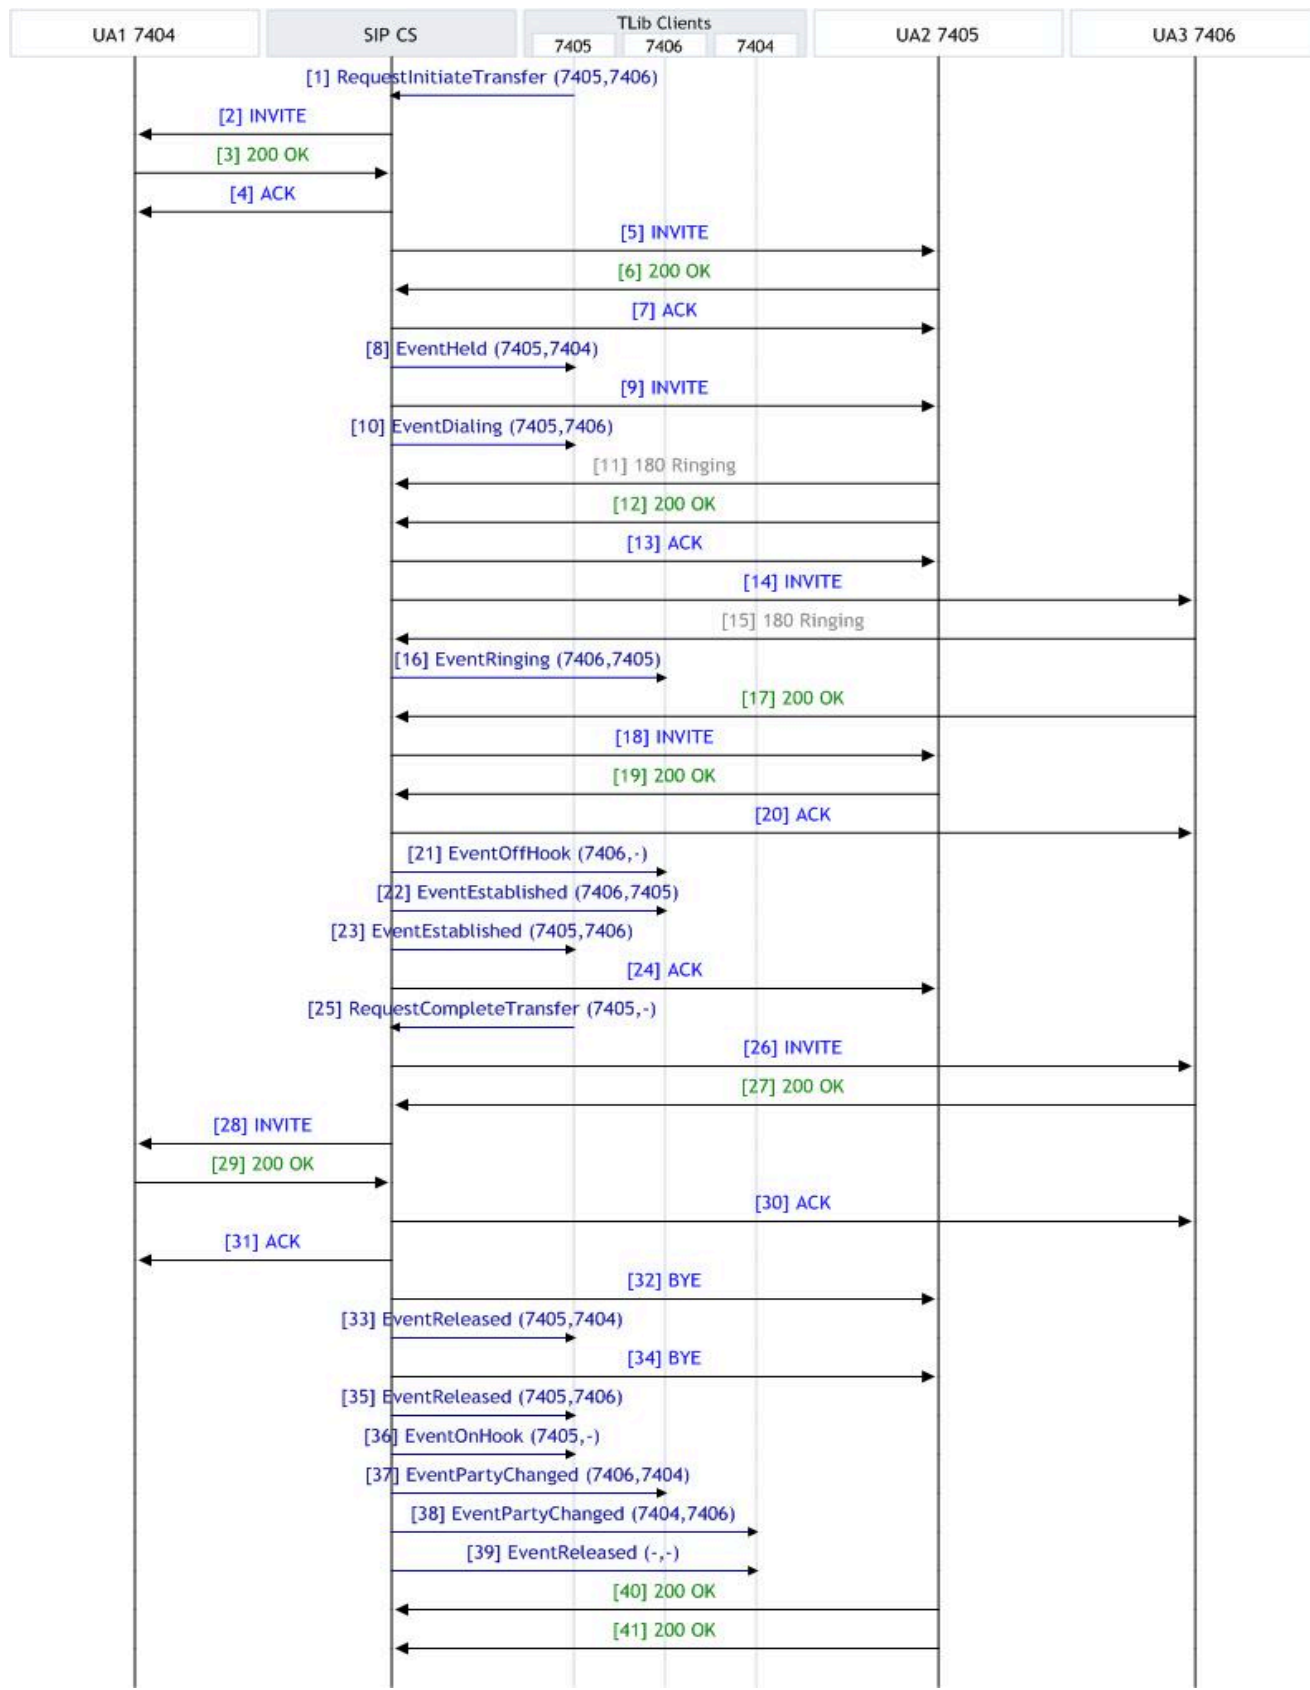 UA1 7404
SIP CS
TLib Clients
7405 7406 7404
UA2 7405
UA3 7406
[1] RequestInitiateTransfer (7405,7406)
[2] INVITE
[3] 200 OK
[4] ACK
[5] INVITE
[6] 200 OK
[7] ACK
[8] EventHeld (7405,7404)
[9] INVITE
[10] EventDialing (7405,7406)
[11] 180 Ringing
[12] 200 OK
[13] ACK
[14] INVITE
[15] 180 Ringing
[16] EventRinging (7406,7405)
[17] 200 OK
[18] INVITE
[19] 200 OK
[20] ACK
[21] EventOffHook (7406,-)
[22] EventEstablished (7406,7405)
[23] EventEstablished (7405,7406)
[24] ACK
[25] RequestCompleteTransfer (7405,-)
[26] INVITE
[27] 200 OK
[28] INVITE
[29] 200 OK
[30] ACK
[31] ACK
[32] BYE
[33] EventReleased (7405,7404)
[34] BYE
[35] EventReleased (7405,7406)
[36] EventOnHook (7405,-)
[37] EventPartyChanged (7406,7404)
[38] EventPartyChanged (7404,7406)
[39] EventReleased (-,-)
[40] 200 OK
[41] 200 OK